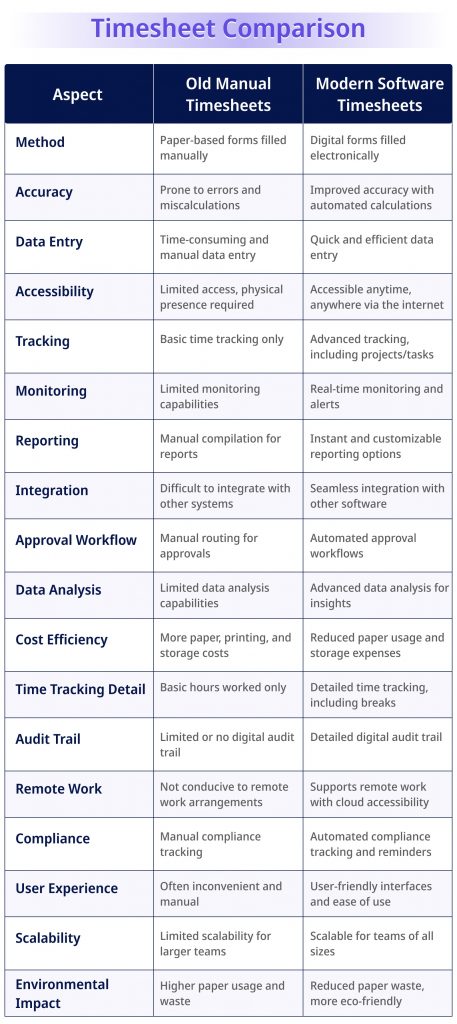 Timesheet Comparison
Aspect
Old Manual
Timesheets
Modern Software
Timesheets
Method
Paper-based forms filled
manually
Digital forms filled
electronically
Accuracy
Prone to errors and
miscalculations
Improved accuracy with
automated calculations
Data Entry
Time-consuming and
manual data entry
Quick and efficient data
entry
Accessibility
Limited access, physical
presence required
Accessible anytime,
anywhere via the internet
Tracking
Basic time tracking only
Advanced tracking,
including projects/tasks
Monitoring
Limited monitoring
capabilities
Real-time monitoring and
alerts
Reporting
Manual compilation for
reports
Instant and customizable
reporting options
Integration
Difficult to integrate with
other systems
Seamless integration with
other software
Approval Workflow
Manual routing for
approvals
Automated approval
workflows
Data Analysis
Limited data analysis
capabilities
Advanced data analysis for
insights
Cost Efficiency
More paper, printing, and
storage costs
Reduced paper usage and
storage expenses
Time Tracking Detail
Basic hours worked only
Detailed time tracking,
including breaks
Audit Trail
Limited or no digital audit
trail
Detailed digital audit trail
Remote Work
Not conducive to remote
work arrangements
Supports remote work
with cloud accessibility
Compliance
Manual compliance
tracking
Automated compliance
tracking and reminders
User Experience
Often inconvenient and
manual
User-friendly interfaces
and ease of use
Scalability
Limited scalability for
larger teams
Scalable for teams of all
sizes
Environmental
Impact
Higher paper usage and
waste
Reduced paper waste,
more eco-friendly